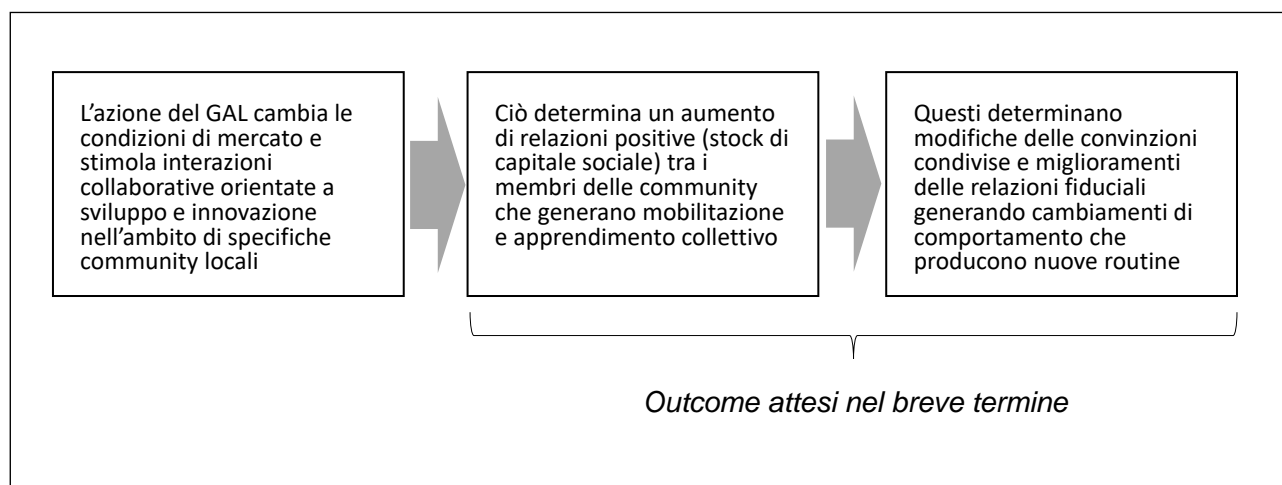 L’azione del GAL cambia le
condizioni di mercato e
stimola interazioni
collaborative orientate a
sviluppo e innovazione
nell’ambito di specifiche
community locali
Ciò determina un aumento
di relazioni positive (stock di
capitale sociale) tra i
membri delle community
che generano mobilitazione
e apprendimento collettivo
Questi determinano
modifiche delle convinzioni
condivise e miglioramenti
delle relazioni fiduciali
generando cambiamenti di
comportamento che
producono nuove routine
Outcome attesi nel breve termine